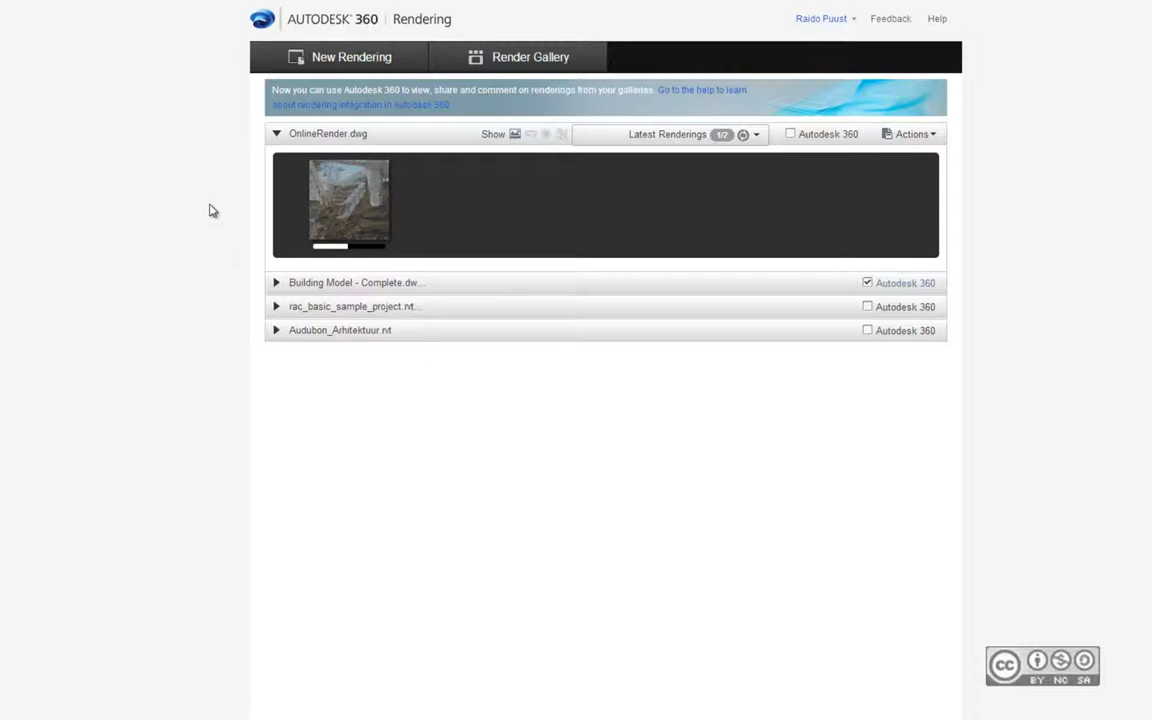 AUTODESK® 360 | Rendering
Raido Puust
Feedback
Help
New Rendering
Render Gallery
Now you can use Autodesk 360 to view, share and comment on renderings from your galleries. Go to the help to learn
about rendering integration in Autodesk 360
OnlineRender.dwg
Show
Latest Renderings 1/2
Autodesk 360
Actions
Building Model - Complete.dw...
Autodesk 360
rac_basic_sample_project.rvt...
Autodesk 360
Audubon_Arhitektuur.rvt
Autodesk 360
cc
BY NC SA